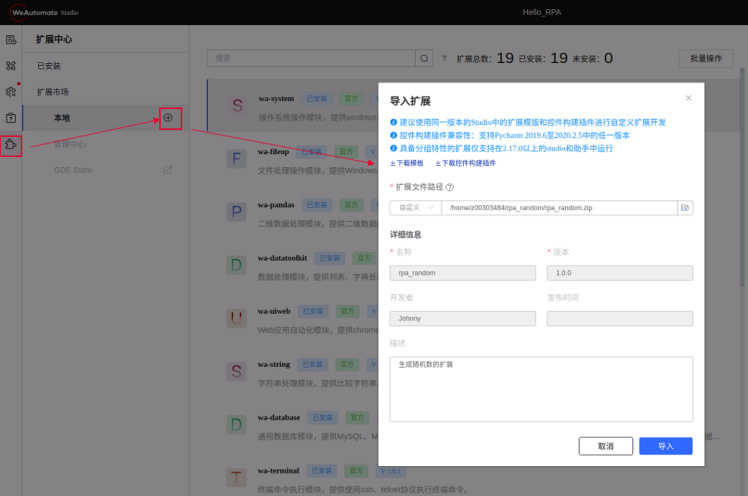 WeAutomate Studio
Hello_RPA
扩展中心
已安装
扩展市场
本地
管理中心
GDE Store
搜索
扩展总数：19 已安装：19 未安装：0
批量操作
S
wa-system 已安装 官方 V
操作系统操作模块，提供windows
F
wa-fileop 已安装 官方
文件处理操作模块，提供Windows
P
wa-pandas 已安装 官方
二维数据处理模块，提供二维数据
D
wa-datatoolkit 已安装 官方
数据处理模块，提供列表、字典处
U
wa-uiweb 已安装 官方 V
Web应用自动化模块，提供chrome
S
wa-string 已安装 官方 V
字符串处理模块，提供比较字符串
D
wa-database 已安装 官方
通用数据库模块，提供MySQL、M
据...
T
wa-terminal 已安装 官方 V 1.0.1
终端命令执行模块，提供使用ssh、telnet协议执行终端命令。
导入扩展
建议使用同一版本的Studio中的扩展模版和控件构建插件进行自定义扩展开发
控件构建插件兼容性：支持Pycharm 2019.6至2020.2.5中的任一版本
具备分组特性的扩展仅支持在2.17.0以上的studio和助手中运行
下载模板 下载控件构建插件
* 扩展文件路径
自定义 /home/z00303484/rpa_random/rpa_random.zip
详细信息
* 名称 * 版本
rpa_random 1.0.0
开发者 发布时间
Johnny
描述
生成随机数的扩展
取消 导入